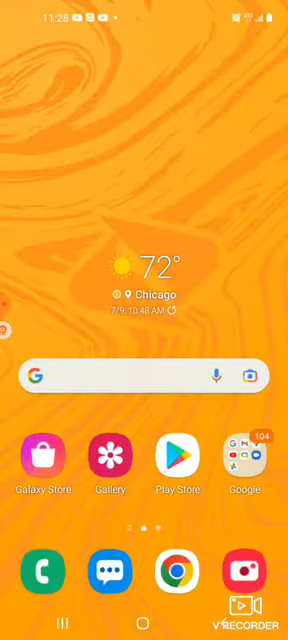 11:28
72°
Chicago
7/9, 10:48 AM
104
Galaxy Store
Gallery
Play Store
Google
V RECORDER